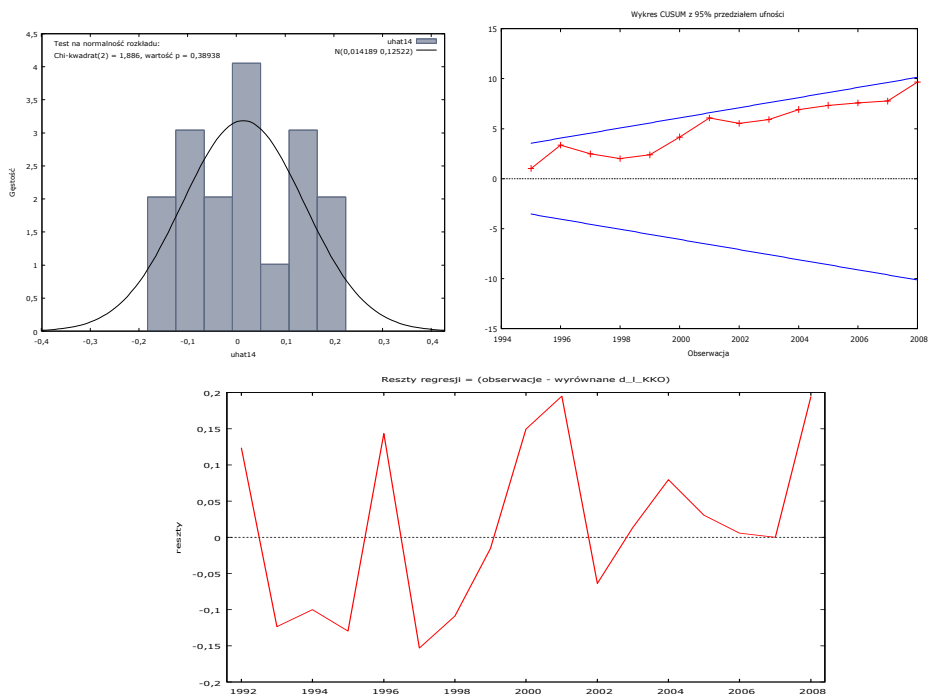 Test na normalność rozkładu:
Chi-kwadrat(2) = 1,886, wartość p = 0,38938
uhat14
N(0,014189 0,12522)
4,5
4
3,5
3
2,5
2
1,5
1
0,5
0
Gęstość
-0,4 -0,3 -0,2 -0,1 0 0,1 0,2 0,3 0,4
uhat14
Wykres CUSUM z 95% przedziałem ufności
15
10
5
0
-5
-10
-15
1994 1996 1998 2000 2002 2004 2006 2008
Obserwacja
Reszty regresji = (obserwacje - wyrównane d_l_KKO)
0,2
0,15
0,1
0,05
0
-0,05
-0,1
-0,15
-0,2
reszty
1992 1994 1996 1998 2000 2002 2004 2006 2008